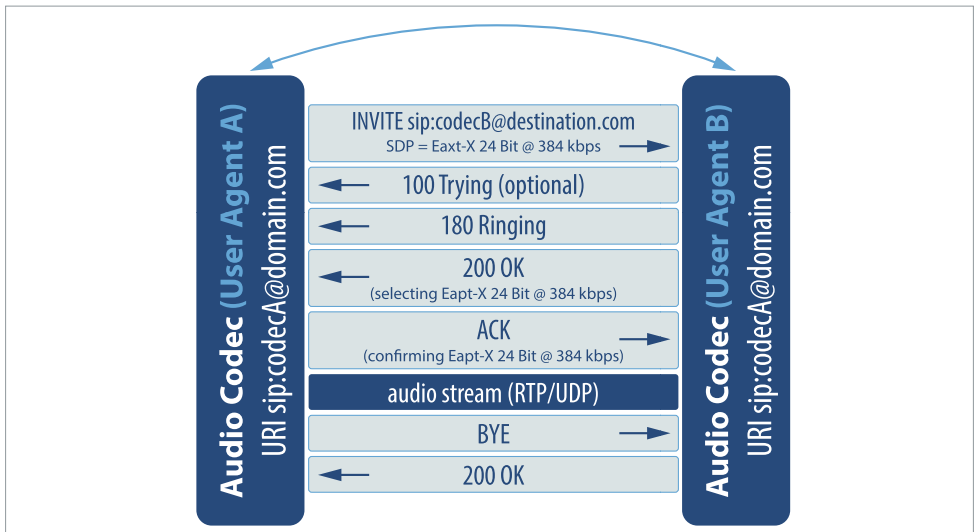 Audio Codec (User Agent A)
URI sip:codecA@domain.com
INVITE sip:codecB@destination.com
SDP = Eaxt-X 24 Bit @ 384 kbps
100 Trying (optional)
180 Ringing
200 OK
(selecting Eapt-X 24 Bit @ 384 kbps)
ACK
(confirming Eapt-X 24 Bit @ 384 kbps)
audio stream (RTP/UDP)
BYE
200 OK
Audio Codec (User Agent B)
URI sip:codecA@domain.com